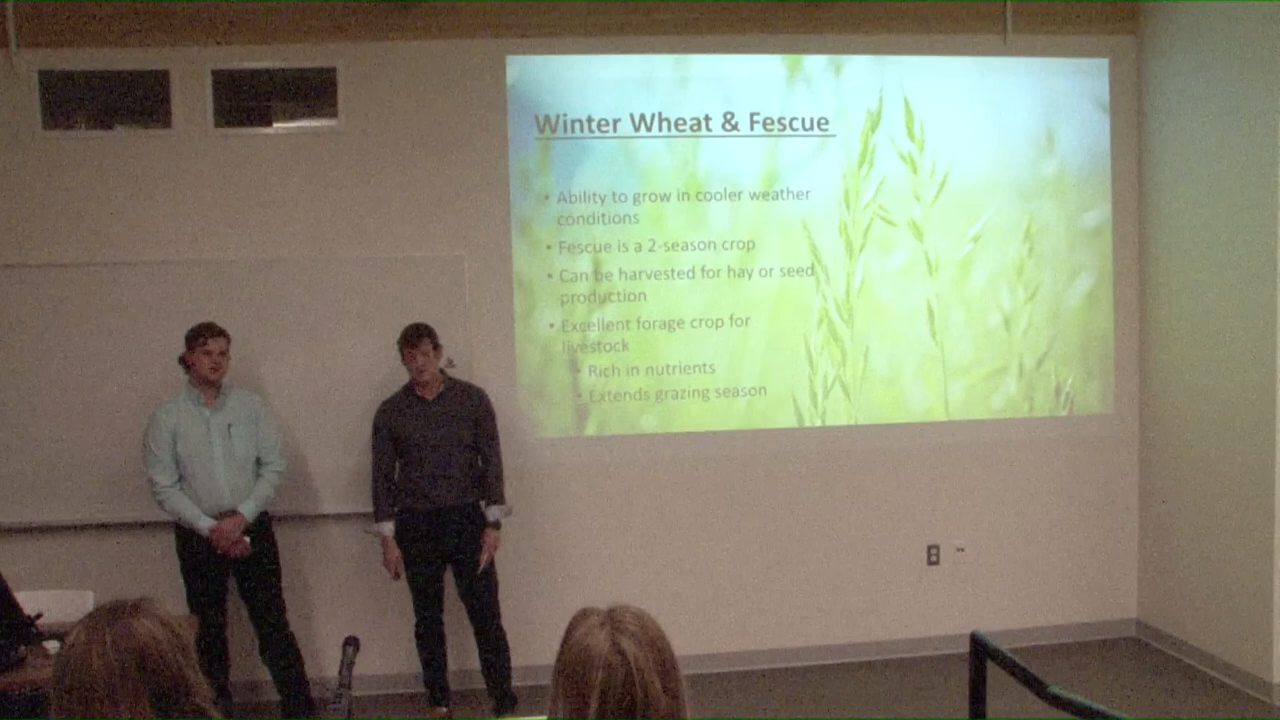 Winter Wheat & Fescue
• Ability to grow in cooler weather
conditions
• Fescue is a 2-season crop
• Can be harvested for hay or seed
production
• Excellent forage crop for
livestock
• Rich in nutrients
• Extends grazing season